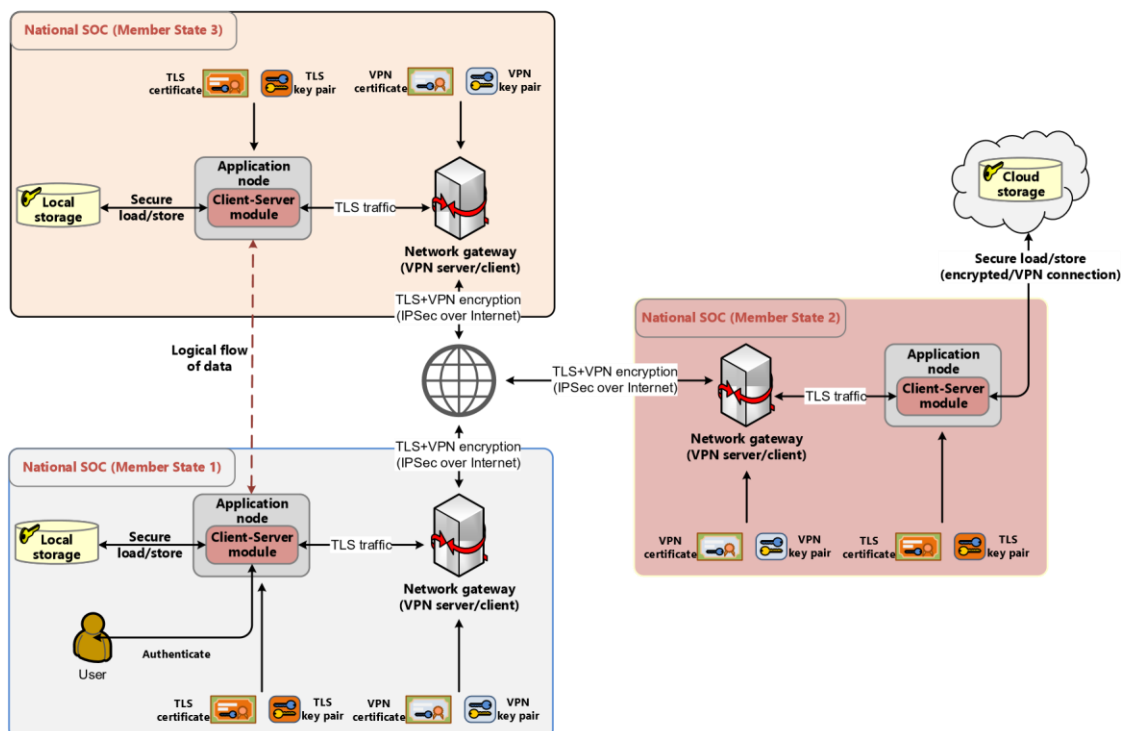 National SOC (Member State 3)
TLS
certificate
TLS
key pair
VPN
certificate
VPN
key pair
Application
node
Client-Server
module
Local
storage
Secure
load/store
TLS traffic
Network gateway
(VPN server/client)
TLS+VPN encryption
(IPSec over Internet)
Logical flow
of data
Cloud
storage
Secure load/store
(encrypted/VPN connection)
National SOC (Member State 2)
TLS+VPN encryption
(IPSec over Internet)
Network gateway
(VPN server/client)
TLS traffic
Application
node
Client-Server
module
VPN
certificate
VPN
key pair
TLS
certificate
TLS
key pair
TLS+VPN encryption
(IPSec over Internet)
National SOC (Member State 1)
Application
node
Client-Server
module
Local
storage
Secure
load/store
TLS traffic
Network gateway
(VPN server/client)
User
Authenticate
TLS
certificate
TLS
key pair
VPN
certificate
VPN
key pair